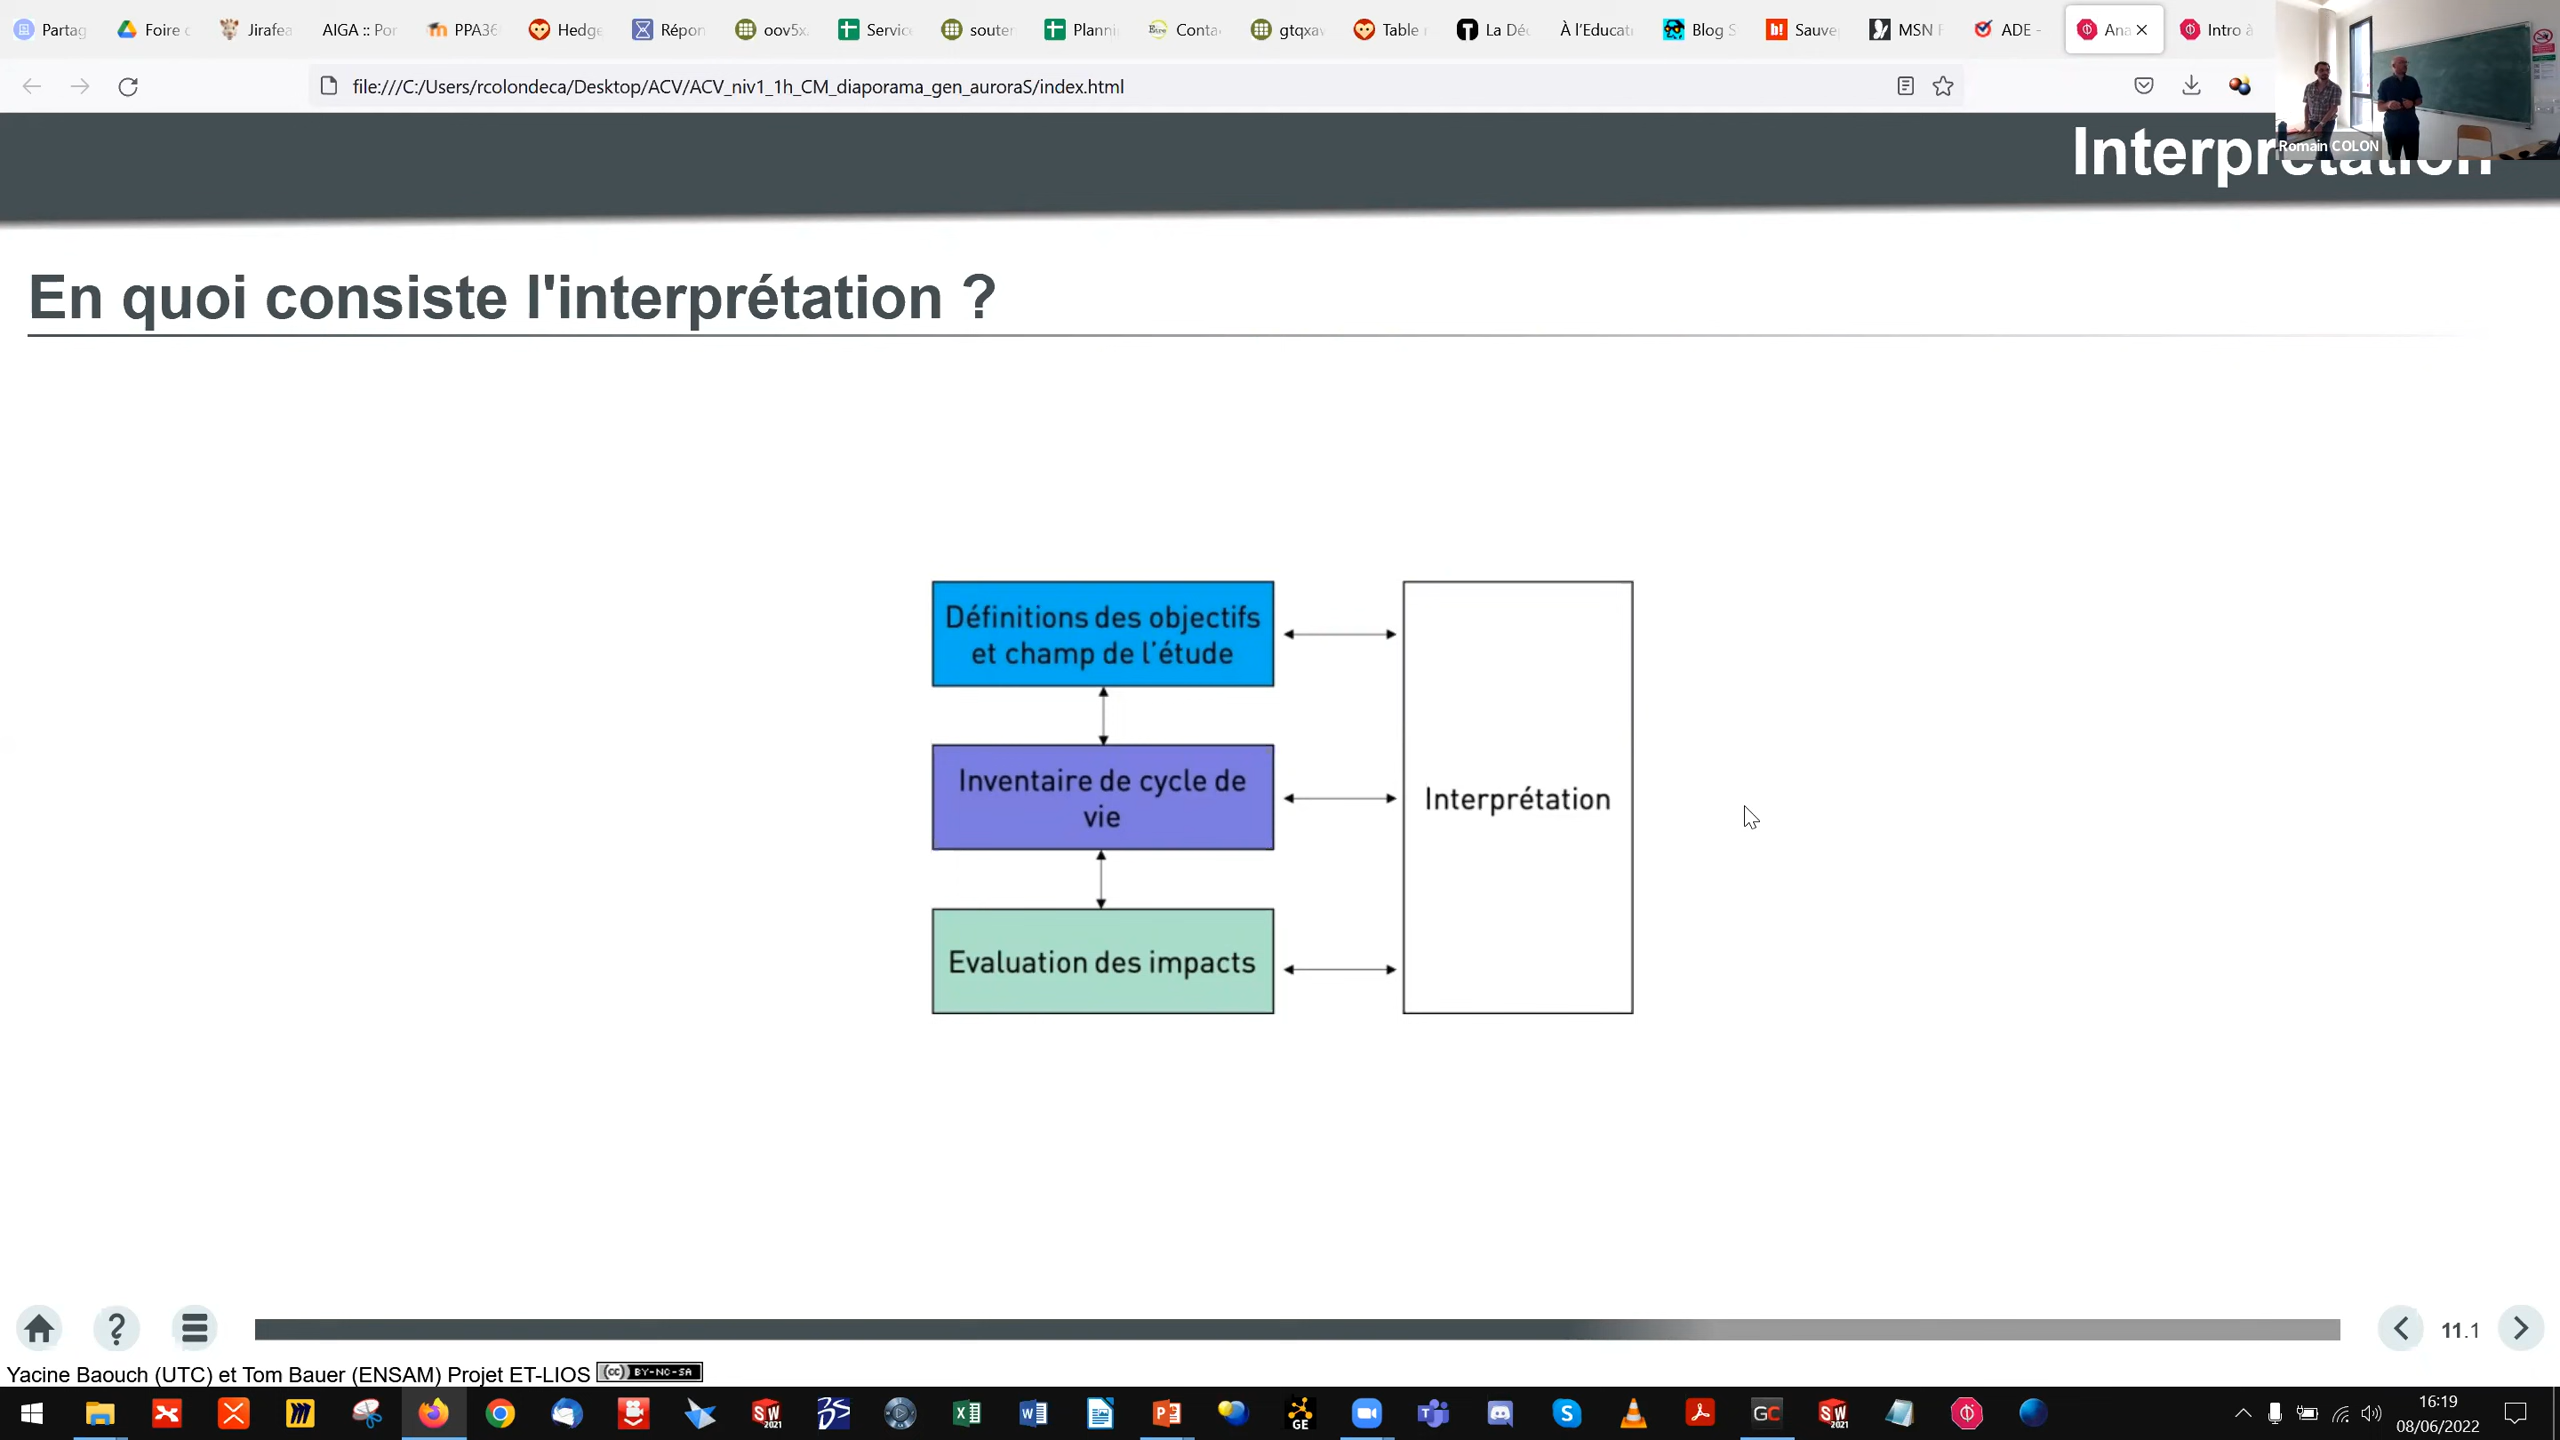 Partag
Foire
Jirafea
AIGA :: Por
PPA36
Hedge
Répon
oov5x
Service
souter
Planni
Conta
gtqxav
Table
La Déc
À l'Educat
Blog S
Sauve
MSN F
ADE -
Ana
Intro à
file:///C:/Users/rcolondeca/Desktop/ACV/ACV_niv1_1h_CM_diaporama_gen_auroraS/index.html
Romain COLON
Interprétation
En quoi consiste l'interprétation ?
Définitions des objectifs
et champ de l'étude
Inventaire de cycle de
vie
Interprétation
Evaluation des impacts
11.1
Yacine Baouch (UTC) et Tom Bauer (ENSAM) Projet ET-LIOS
BY-NC-SA
16:19
08/06/2022